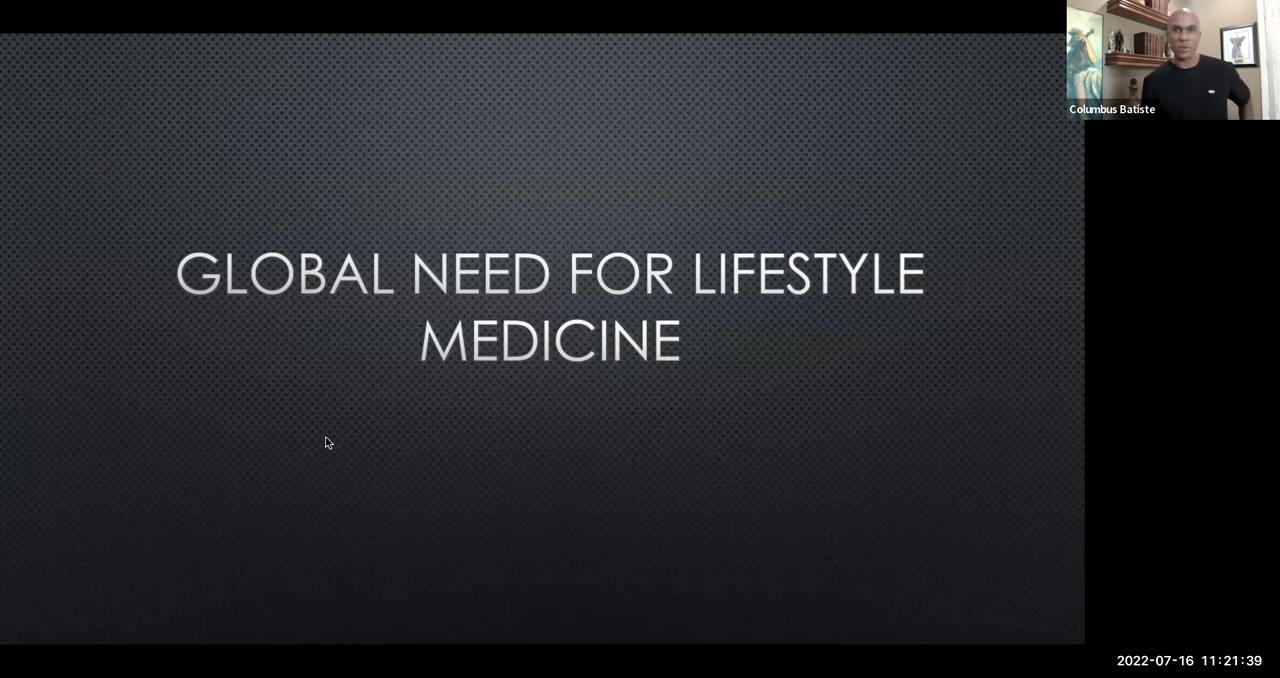 Columbus Batiste
GLOBAL NEED FOR LIFESTYLE
MEDICINE
2022-07-16 11:21:39